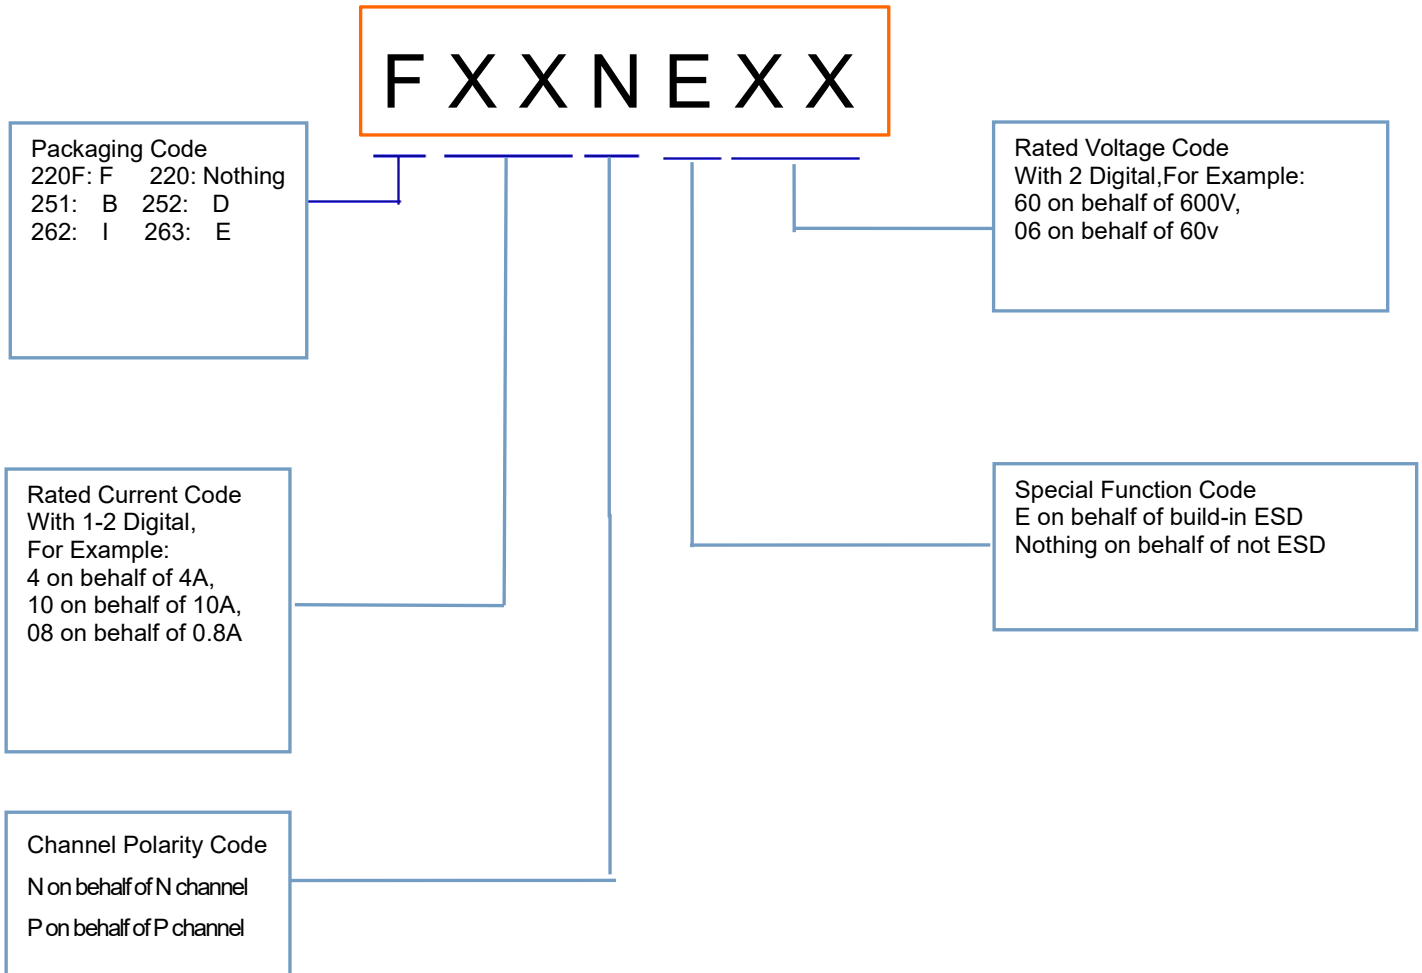 F X X N E X X
Packaging Code
220F: F 220: Nothing
251: B 252: D
262: I 263: E
Rated Voltage Code
With 2 Digital,For Example:
60 on behalf of 600V,
06 on behalf of 60v
Rated Current Code
With 1-2 Digital,
For Example:
4 on behalf of 4A,
10 on behalf of 10A,
08 on behalf of 0.8A
Special Function Code
E on behalf of build-in ESD
Nothing on behalf of not ESD
Channel Polarity Code
N on behalf of N channel
P on behalf of P channel